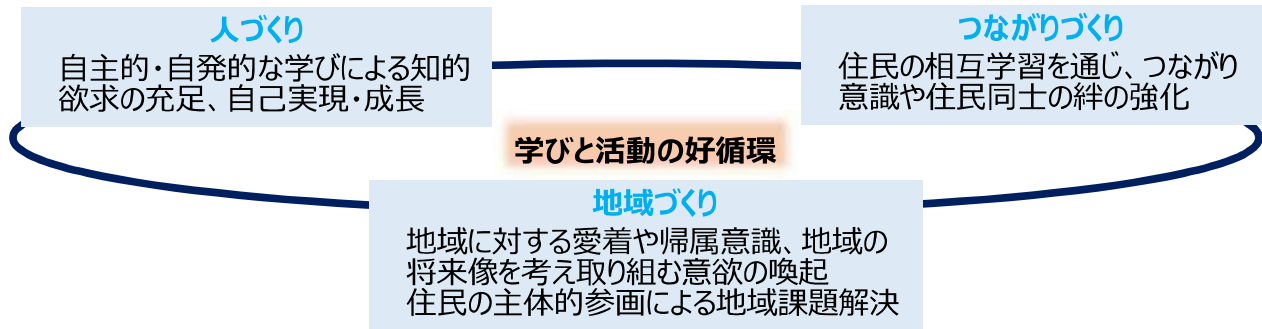 人づくり
自主的・自発的な学びによる知的
欲求の充足、自己実現・成長
つながりづくり
住民の相互学習を通じ、つながり
意識や住民同士の絆の強化
学びと活動の好循環
地域づくり
地域に対する愛着や帰属意識、地域の
将来像を考え取り組む意欲の喚起
住民の主体的参画による地域課題解決